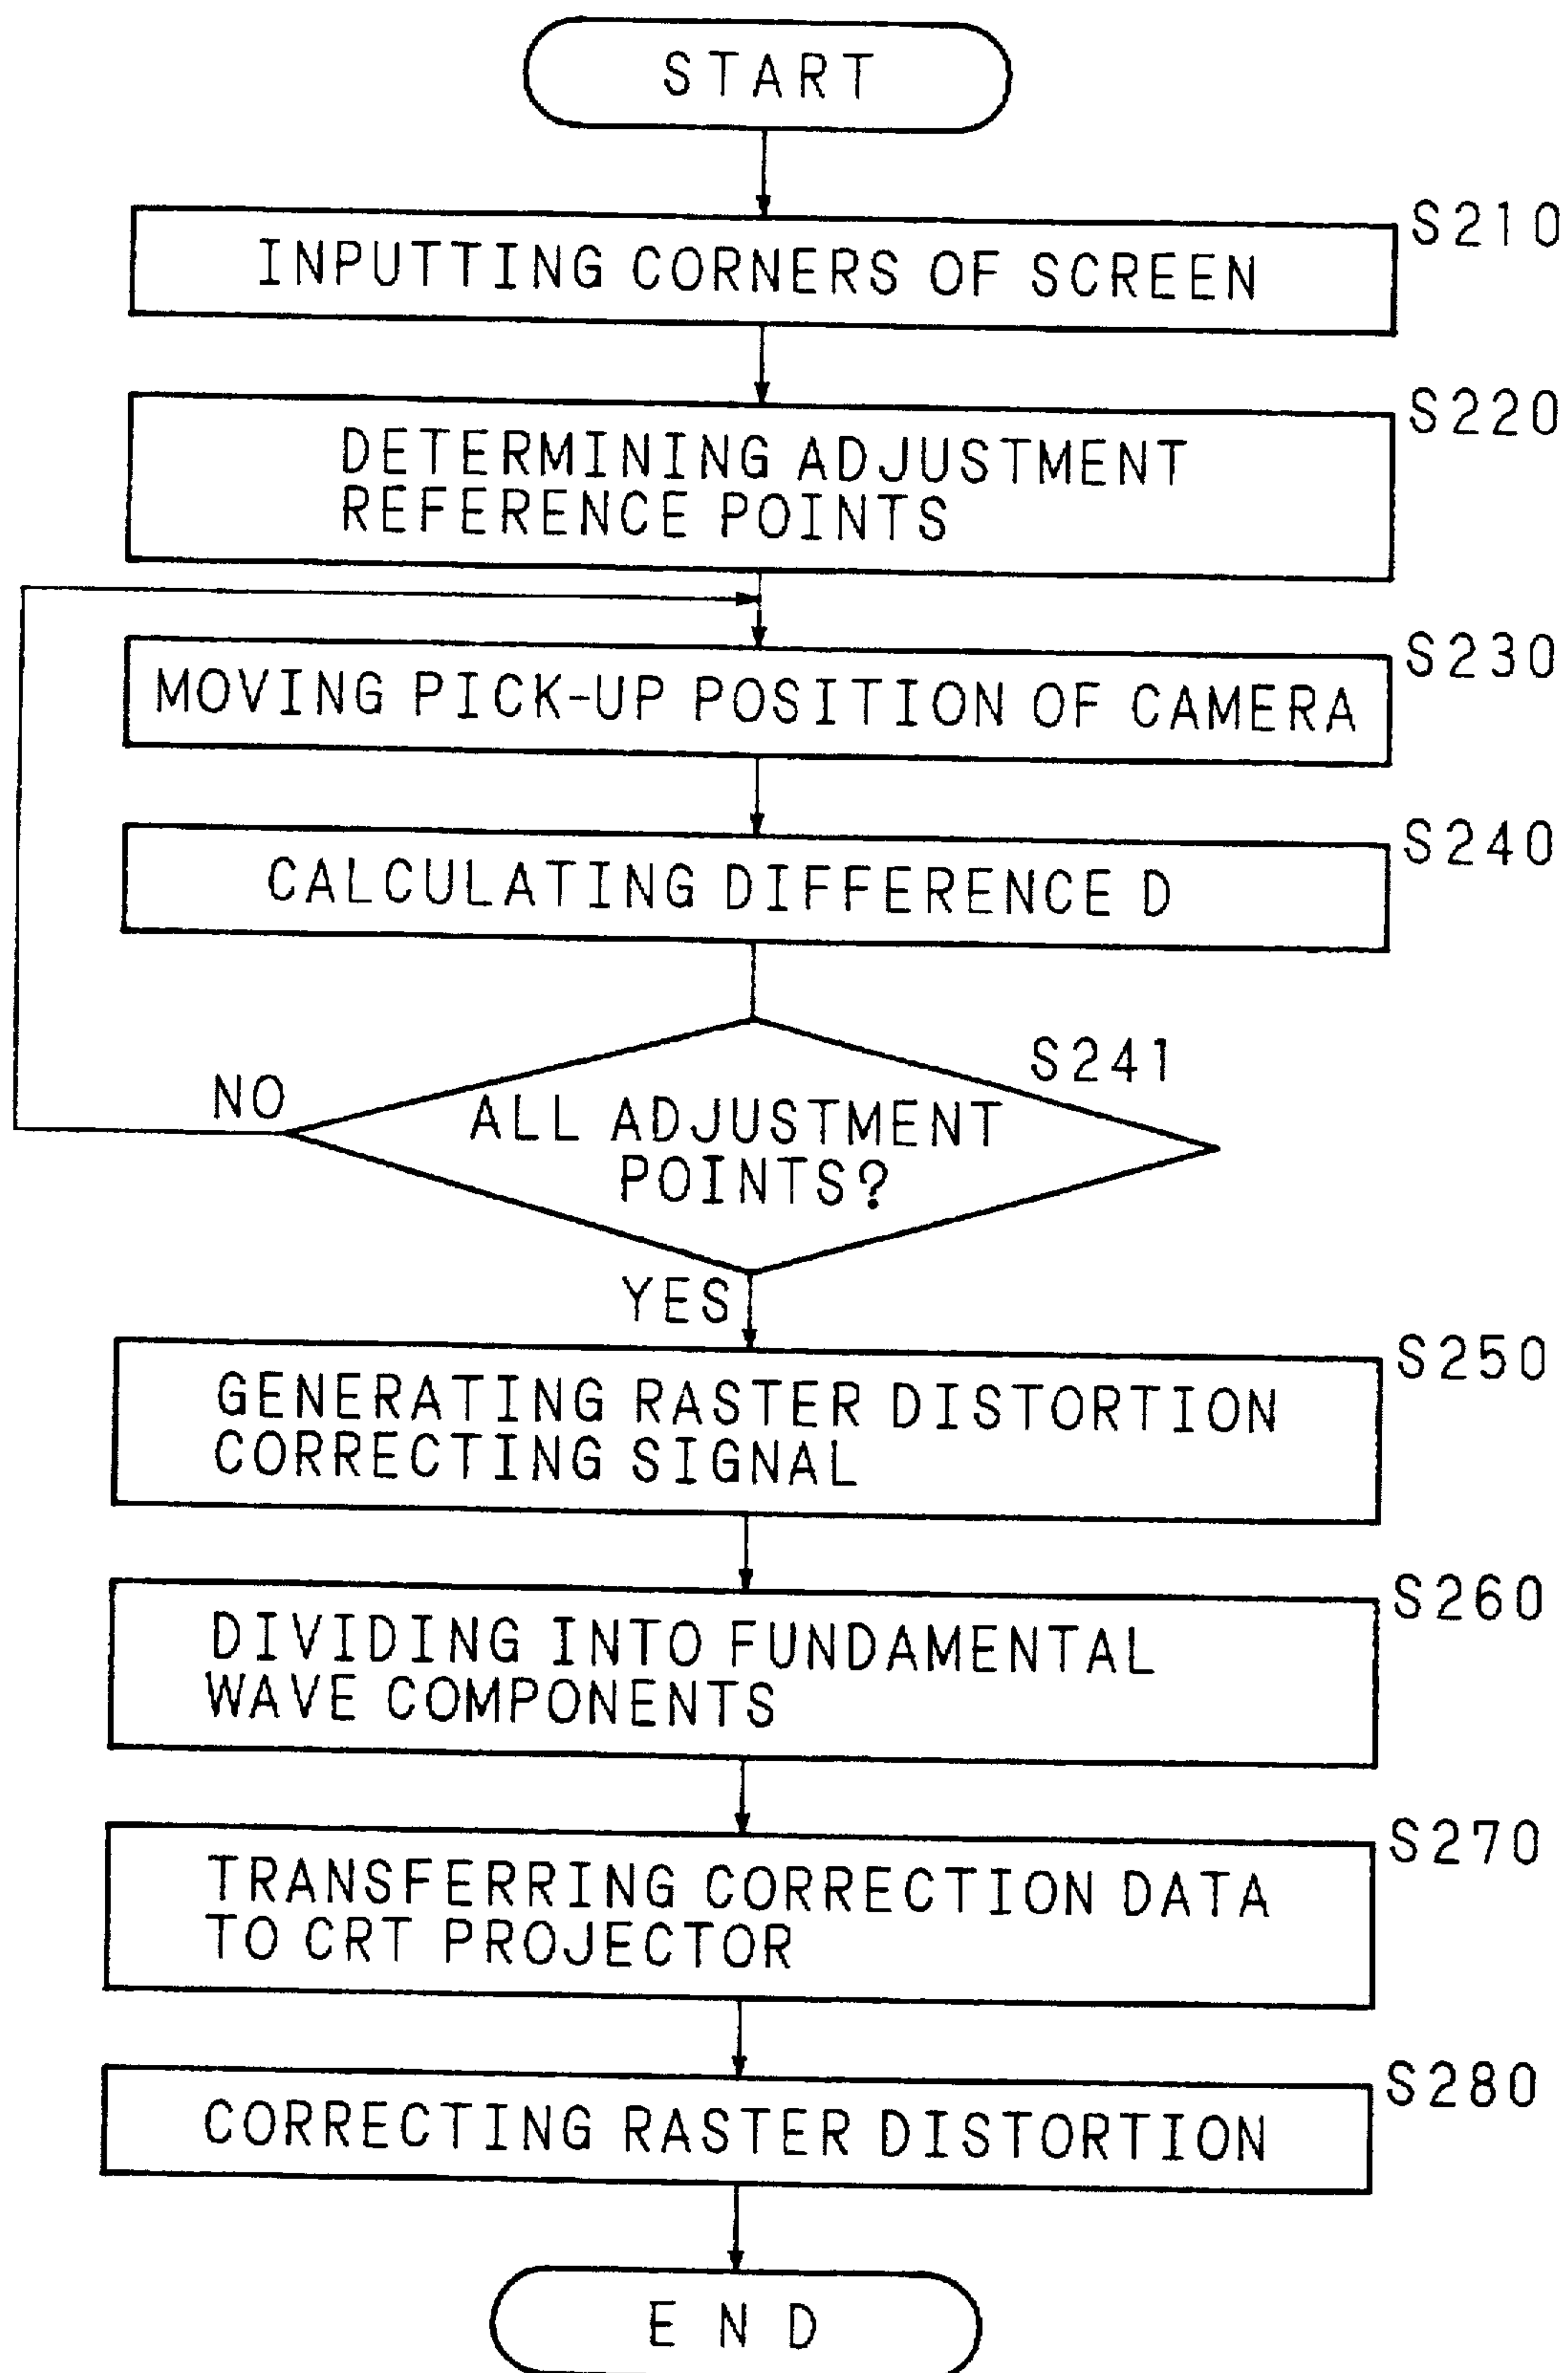 START
S210
INPUTTING CORNERS OF SCREEN
S220
DETERMINING ADJUSTMENT
REFERENCE POINTS
S230
MOVING PICK-UP POSITION OF CAMERA
S240
CALCULATING DIFFERENCE D
S241
NO
ALL ADJUSTMENT
POINTS?
YES
S250
GENERATING RASTER DISTORTION
CORRECTING SIGNAL
S260
DIVIDING INTO FUNDAMENTAL
WAVE COMPONENTS
S270
TRANSFERRING CORRECTION DATA
TO CRT PROJECTOR
S280
CORRECTING RASTER DISTORTION
END